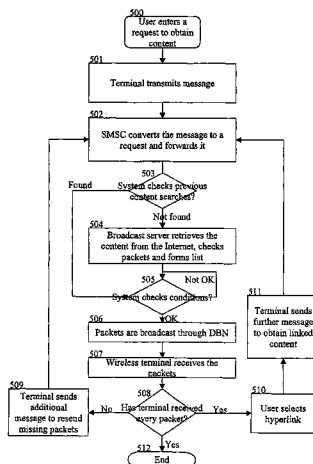 500
User enters a
request to obtain
content
501
Terminal transmits message
502
SMSC converts the message to a
request and forwards it
503
Found
System checks previous
content searches?
Not found
504
Broadcast server retrieves the
content from the Internet, checks
packets and forms list
Not OK
505
System checks conditions?
OK
506
Packets are broadcast through DBN
507
Wireless terminal receives the
packets
511
Terminal sends
further message
to obtain linked
content
509
Terminal sends
additional
message to resend
missing packets
No
508
Has terminal received
every packet?
Yes
510
User selects
hyperlink
Yes
512
End